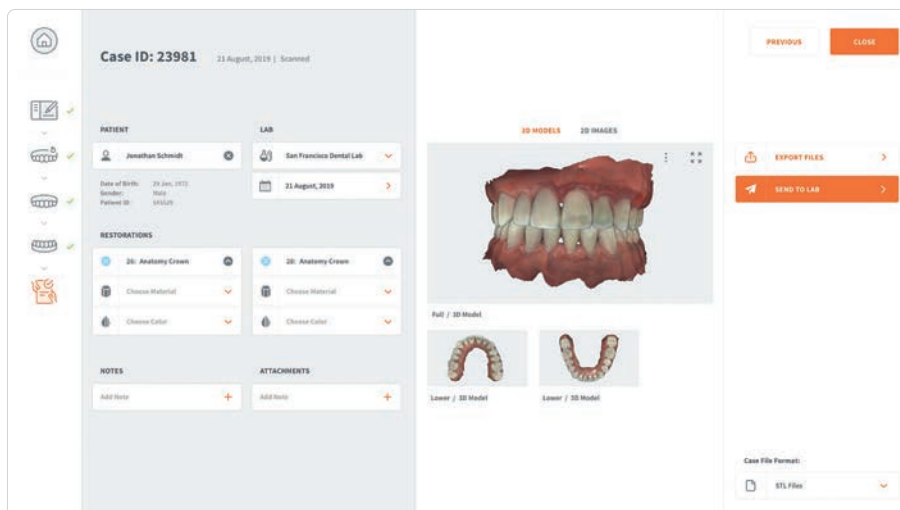 Case ID: 23981
21 August, 2019 | Scanned
PREVIOUS
CLOSE
PATIENT
LAB
Jonathan Schmidt
San Francisco Dental Lab
Date of Birth:
Gender: Male
Patient ID:
21 August, 2019
RESTORATIONS
26: Anatomy Crown
28: Anatomy Crown
Choose Material
Choose Material
Choose Color
Choose Color
NOTES
ATTACHMENTS
Add Note
Add Note
3D MODELS
2D IMAGES
Full / 3D Model
Lower / 3D Model
Lower / 3D Model
EXPORT FILES
SEND TO LAB
Case File Format:
STL Files